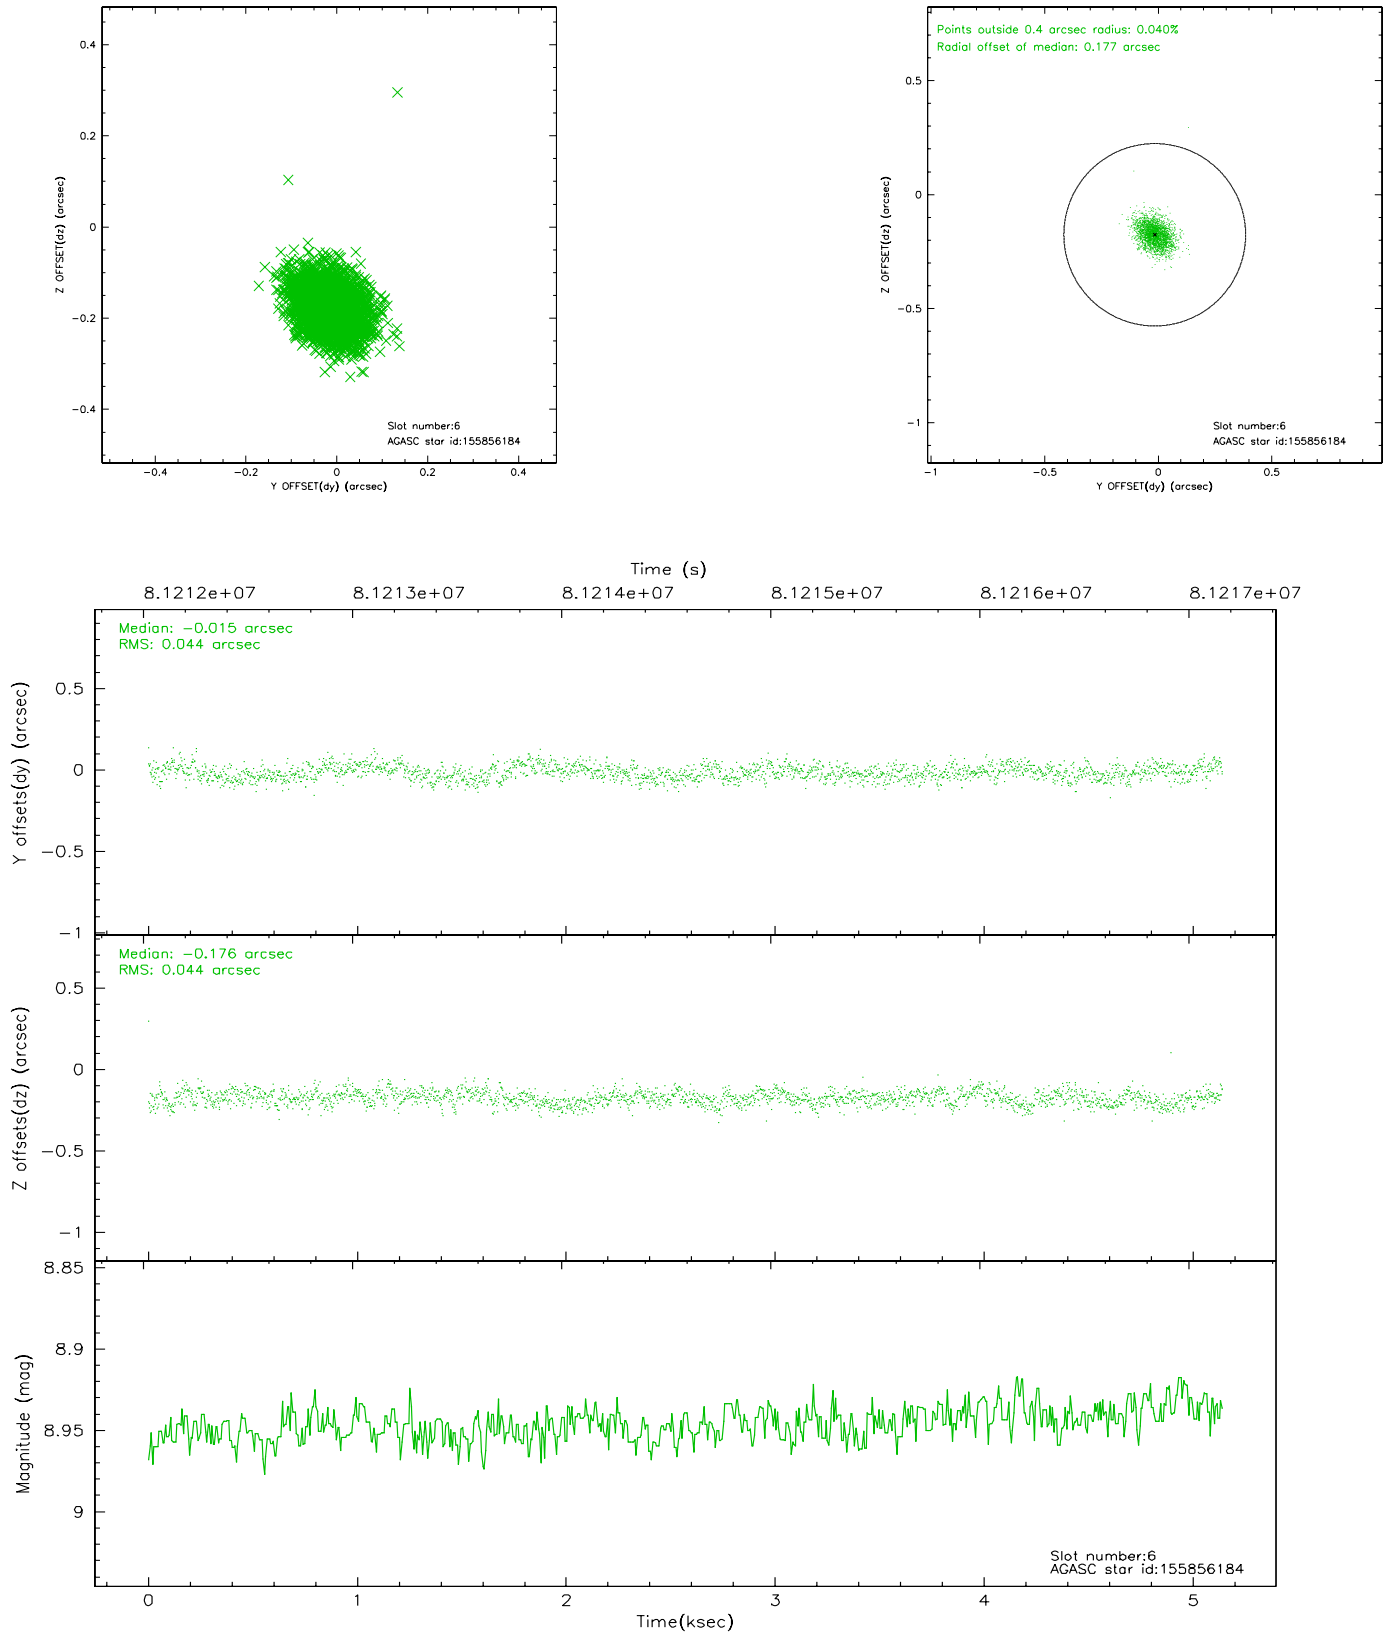 0.4
0.2
0
−0.2
−0.4
Z OFFSET(dz) (arcsec)
−0.4 −0.2 0 0.2 0.4
Y OFFSET(dy) (arcsec)
Slot number:6
AGASC star id:155856184
Points outside 0.4 arcsec radius: 0.040%
Radial offset of median: 0.177 arcsec
0.5
0
−0.5
−1
Z OFFSET(dz) (arcsec)
−1 −0.5 0 0.5
Y OFFSET(dy) (arcsec)
Slot number:6
AGASC star id:155856184
Time (s)
8.1212e+07 8.1213e+07 8.1214e+07 8.1215e+07 8.1216e+07 8.1217e+07
Median: −0.015 arcsec
RMS: 0.044 arcsec
0.5
0
−0.5
−1
Y offsets(dy) (arcsec)
Median: −0.176 arcsec
RMS: 0.044 arcsec
0.5
0
−0.5
−1
Z offsets(dz) (arcsec)
8.85
8.9
8.95
9
Magnitude (mag)
Slot number:6
AGASC star id:155856184
0 1 2 3 4 5
Time(ksec)